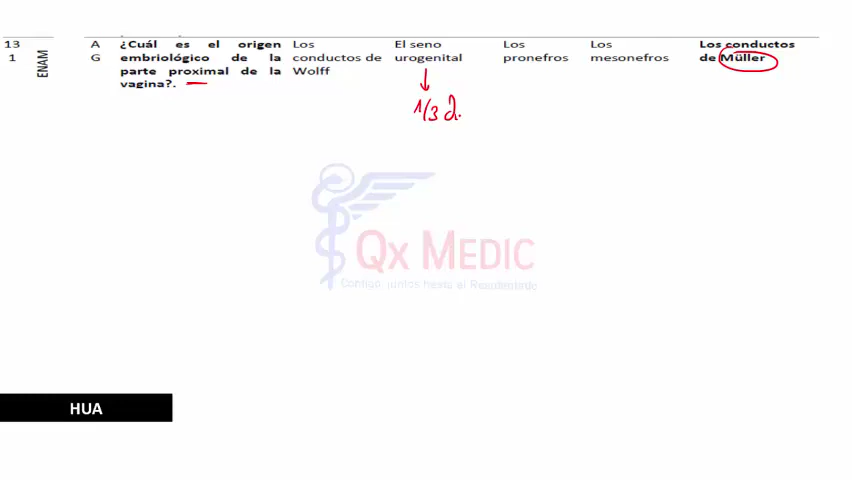 13
1
ENAM
A
G
¿Cuál es el origen
embriológico de la
parte proximal de la
vagina?.
Los
conductos de
Wolff
El seno
urogenital
Los
pronefros
Los
mesonefros
Los conductos
de Müller
1/3 d.
QX MEDIC
Contigo, juntos hasta el Residentado
HUA